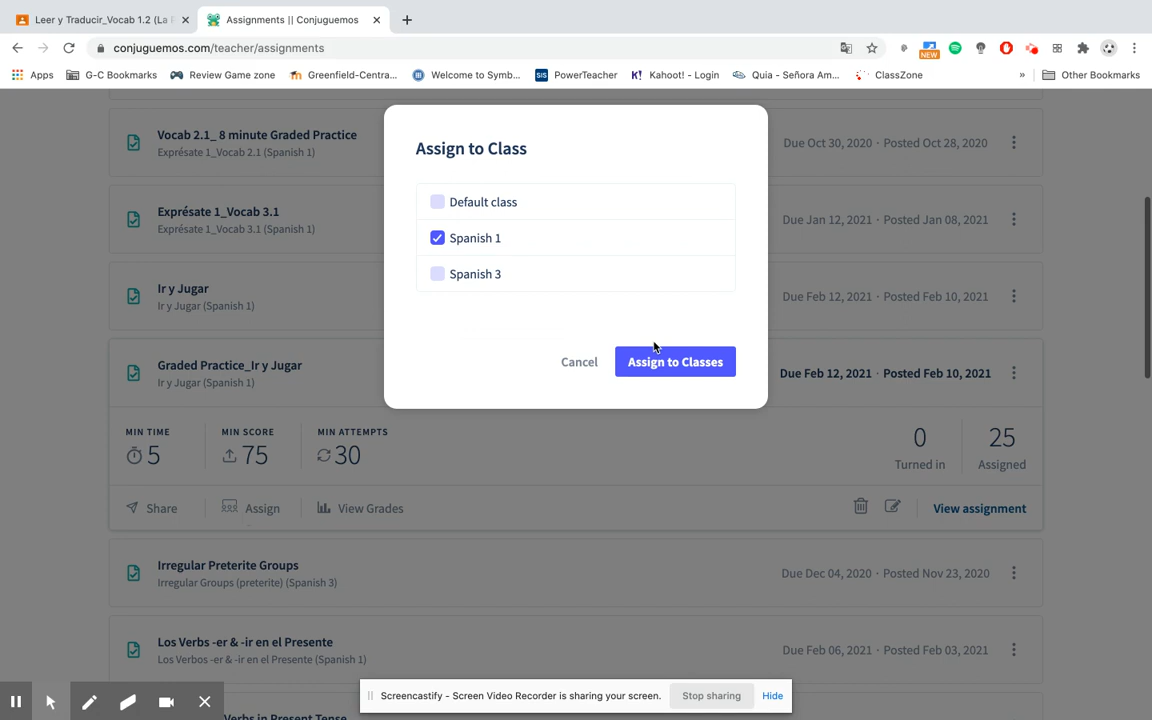 Leer y Traducir_Vocab 1.2 (La
Assignments || Conjuguemos
conjuguemos.com/teacher/assignments
NEW
Apps
G-C Bookmarks
Review Game zone
Greenfield-Centra...
Welcome to Symb...
SIS
PowerTeacher
K! Kahoot! - Login
Quia - Señora Am...
ClassZone
»
Other Bookmarks
Vocab 2.1_ 8 minute Graded Practice
Exprésate 1_Vocab 2.1 (Spanish 1)
Due Oct 30, 2020 · Posted Oct 28, 2020
Exprésate 1_Vocab 3.1
Exprésate 1_Vocab 3.1 (Spanish 1)
Due Jan 12, 2021 · Posted Jan 08, 2021
Ir y Jugar
Ir y Jugar (Spanish 1)
Due Feb 12, 2021 · Posted Feb 10, 2021
Assign to Class
Default class
Spanish 1
Spanish 3
Cancel
Assign to Classes
Graded Practice_Ir y Jugar
Ir y Jugar (Spanish 1)
Due Feb 12, 2021 · Posted Feb 10, 2021
MIN TIME
5
MIN SCORE
75
MIN ATTEMPTS
30
0
Turned in
25
Assigned
Share
Assign
View Grades
View assignment
Irregular Preterite Groups
Irregular Groups (preterite) (Spanish 3)
Due Dec 04, 2020 · Posted Nov 23, 2020
Los Verbs -er & -ir en el Presente
Los Verbos -er & -ir en el Presente (Spanish 1)
Due Feb 06, 2021 · Posted Feb 03, 2021
Screencastify - Screen Video Recorder is sharing your screen.
Stop sharing
Hide
Verbs in Present Tense